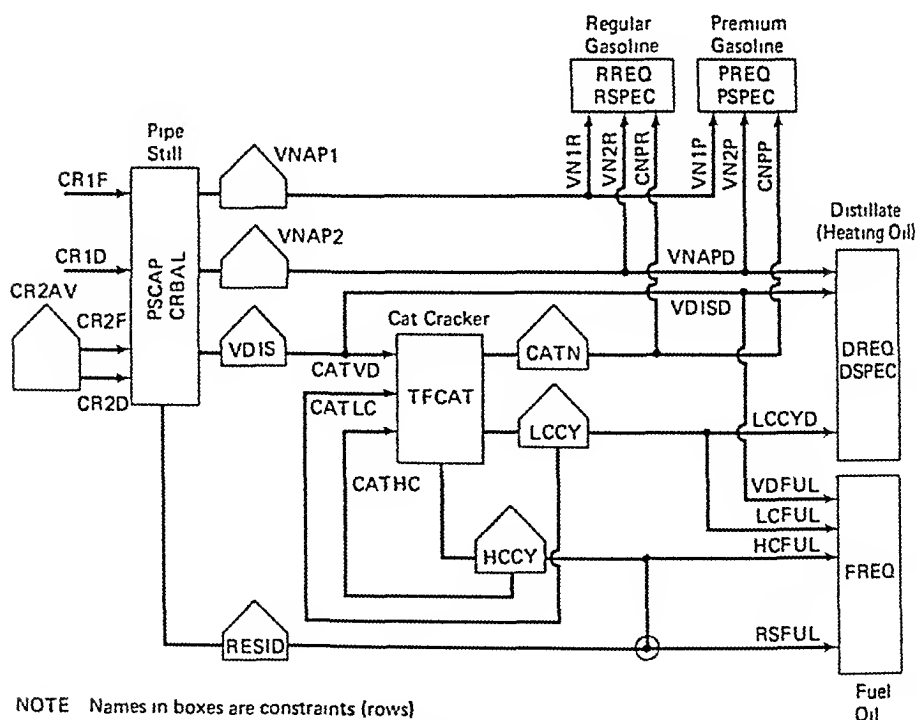 Regular
Gasoline
Premium
Gasoline
RREQ
RSPEC
PREQ
PSPEC
Pipe
Still
VNAP1
VN1R
VN2R
CNPR
VN1P
VN2P
CNPP
CR1F
Distillate
(Heating Oil)
CR1D
VNAP2
VNAPD
PSCAP
CRBAL
CR2AV
CR2F
VDISD
Cat Cracker
VDIS
CATVD
CATN
DREQ
DSPEC
CR2D
CATLC
TFCAT
LCCY
LCCYD
CATHC
VDFUL
LCFUL
HCCY
HCFUL
FREQ
RESID
RSFUL
NOTE Names in boxes are constraints (rows)
Fuel
Oil